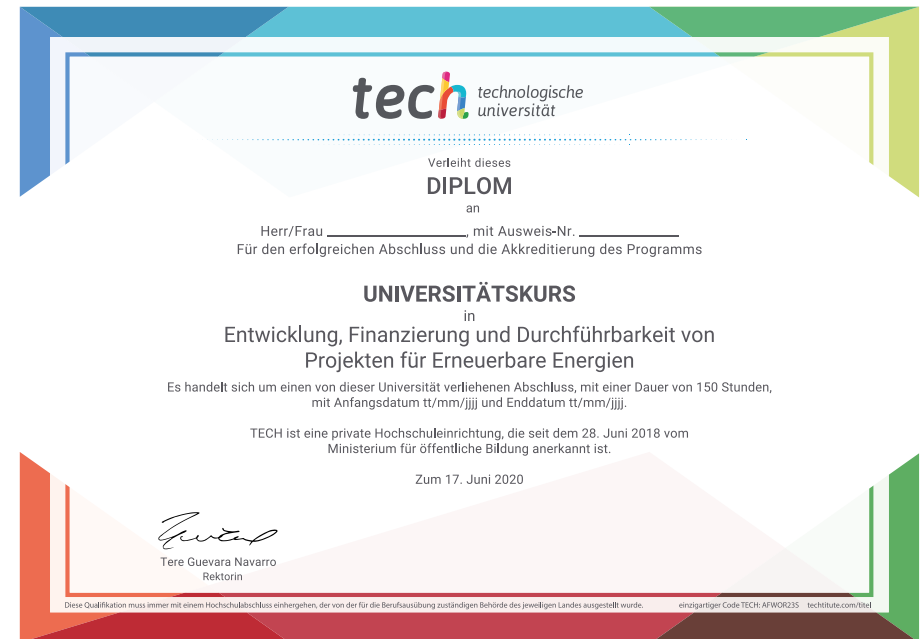 tech technologische
universität
Verleiht dieses
DIPLOM
an
Herr/Frau ____________, mit Ausweis-Nr. ____________
Für den erfolgreichen Abschluss und die Akkreditierung des Programms
UNIVERSITÄTSKURS
in
Entwicklung, Finanzierung und Durchführbarkeit von
Projekten für Erneuerbare Energien
Es handelt sich um einen von dieser Universität verliehenen Abschluss, mit einer Dauer von 150 Stunden,
mit Anfangsdatum tt/mm/jjjj und Enddatum tt/mm/jjjj.
TECH ist eine private Hochschuleinrichtung, die seit dem 28. Juni 2018 vom
Ministerium für öffentliche Bildung anerkannt ist.
Zum 17. Juni 2020
Tere Guevara Navarro
Rektorin
Diese Qualifikation muss immer mit einem Hochschulabschluss einhergehen, der von der für die Berufsausübung zuständigen Behörde des jeweiligen Landes ausgestellt wurde. einzigartiger Code TECH: AFWOR23S techtitute.com/titel